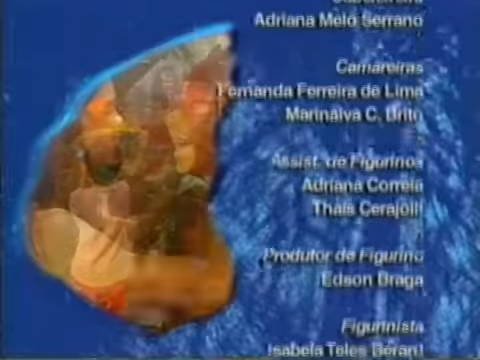 Adriana Melo Serrano
Camareiras
Fernanda Ferreira de Lima
Marinalva C. Brito
Assist. de Figurinos
Adriana Correia
Thais Cerajoli
Produtor de Figurino
Edson Braga
Figurinista
Isabela Teles